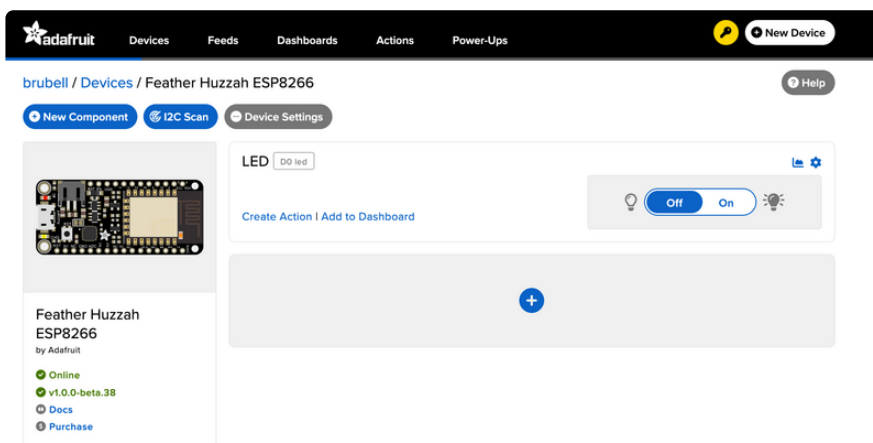 adafruit Devices Feeds Dashboards Actions Power-Ups New Device
brubell / Devices / Feather Huzzah ESP8266 Help
New Component I2C Scan Device Settings
LED D0 led
Off On
Create Action | Add to Dashboard
Feather Huzzah
ESP8266
by Adafruit
Online
v1.0.0-beta.38
Docs
Purchase